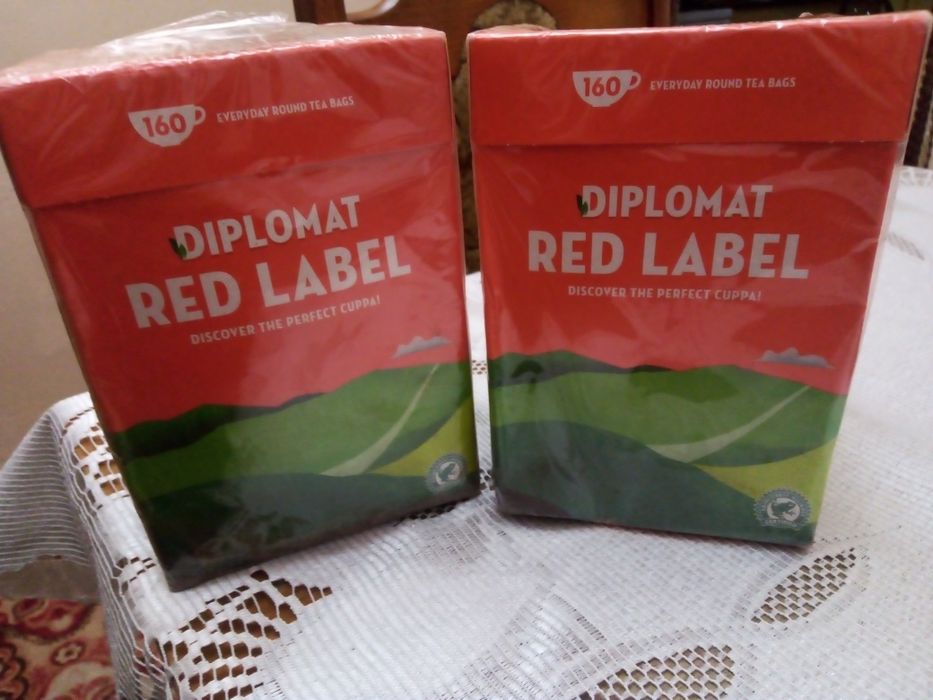 160 EVERYDAY ROUND TEA BAGS
DIPLOMAT
RED LABEL
DISCOVER THE PERFECT CUPPA!
160 EVERYDAY ROUND TEA BAGS
DIPLOMAT
RED LABEL
DISCOVER THE PERFECT CUPPA!